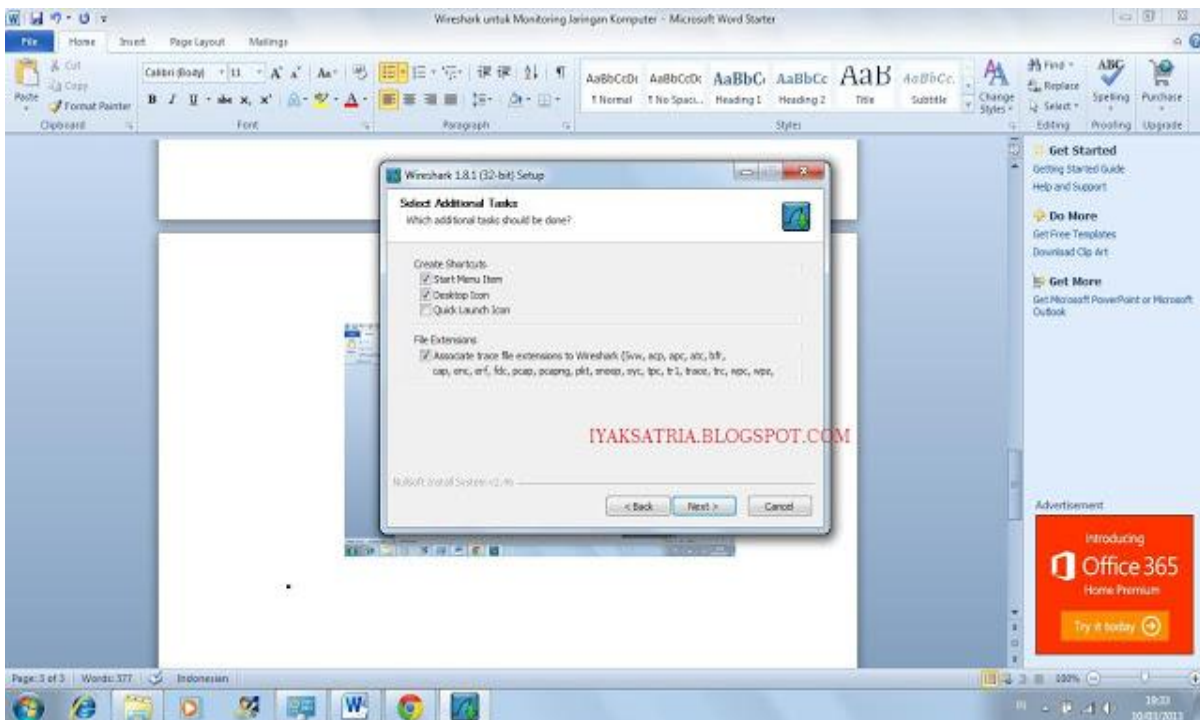 Wireshark untuk Monitoring Jaringan Komputer - Microsoft Word Starter
File Home Insert Page Layout Mailings
Paste
Cut
Copy
Format Painter
Clipboard
Calibri (Body) 11
Font
Paragraph
AaBbCcDc AaBbCcDc AaBbC AaBbCc AaB AaBbCc.
¶ Normal ¶ No Spaci... Heading 1 Heading 2 Title Subtitle
Change Styles
Styles
Find
Replace
Select
Editing
ABC
Spelling
Proofing
Purchase
Upgrade
Wireshark 1.8.1 (32-bit) Setup
Select Additional Tasks
Which additional tasks should be done?
Create Shortcuts
Start Menu Item
Desktop Icon
Quick Launch Icon
File Extensions
Associate trace file extensions to Wireshark (5vw, acp, apc, atc, bfr,
cap, enc, erf, fdc, pcap, pcapng, pkt, snoop, syc, tpc, tr1, trace, trc, wpc, wpz,
IYAKSATRIA.BLOGSPOT.COM
Nullsoft Install System v2.46
< Back Next > Cancel
Get Started
Getting Started Guide
Help and Support
Do More
Get Free Templates
Download Clip Art
Get More
Get Microsoft PowerPoint or Microsoft
Outlook
Advertisement
Introducing
Office 365
Home Premium
Try it today
Page: 3 of 3 Words: 377 Indonesian 100%
19:33
10/01/2013